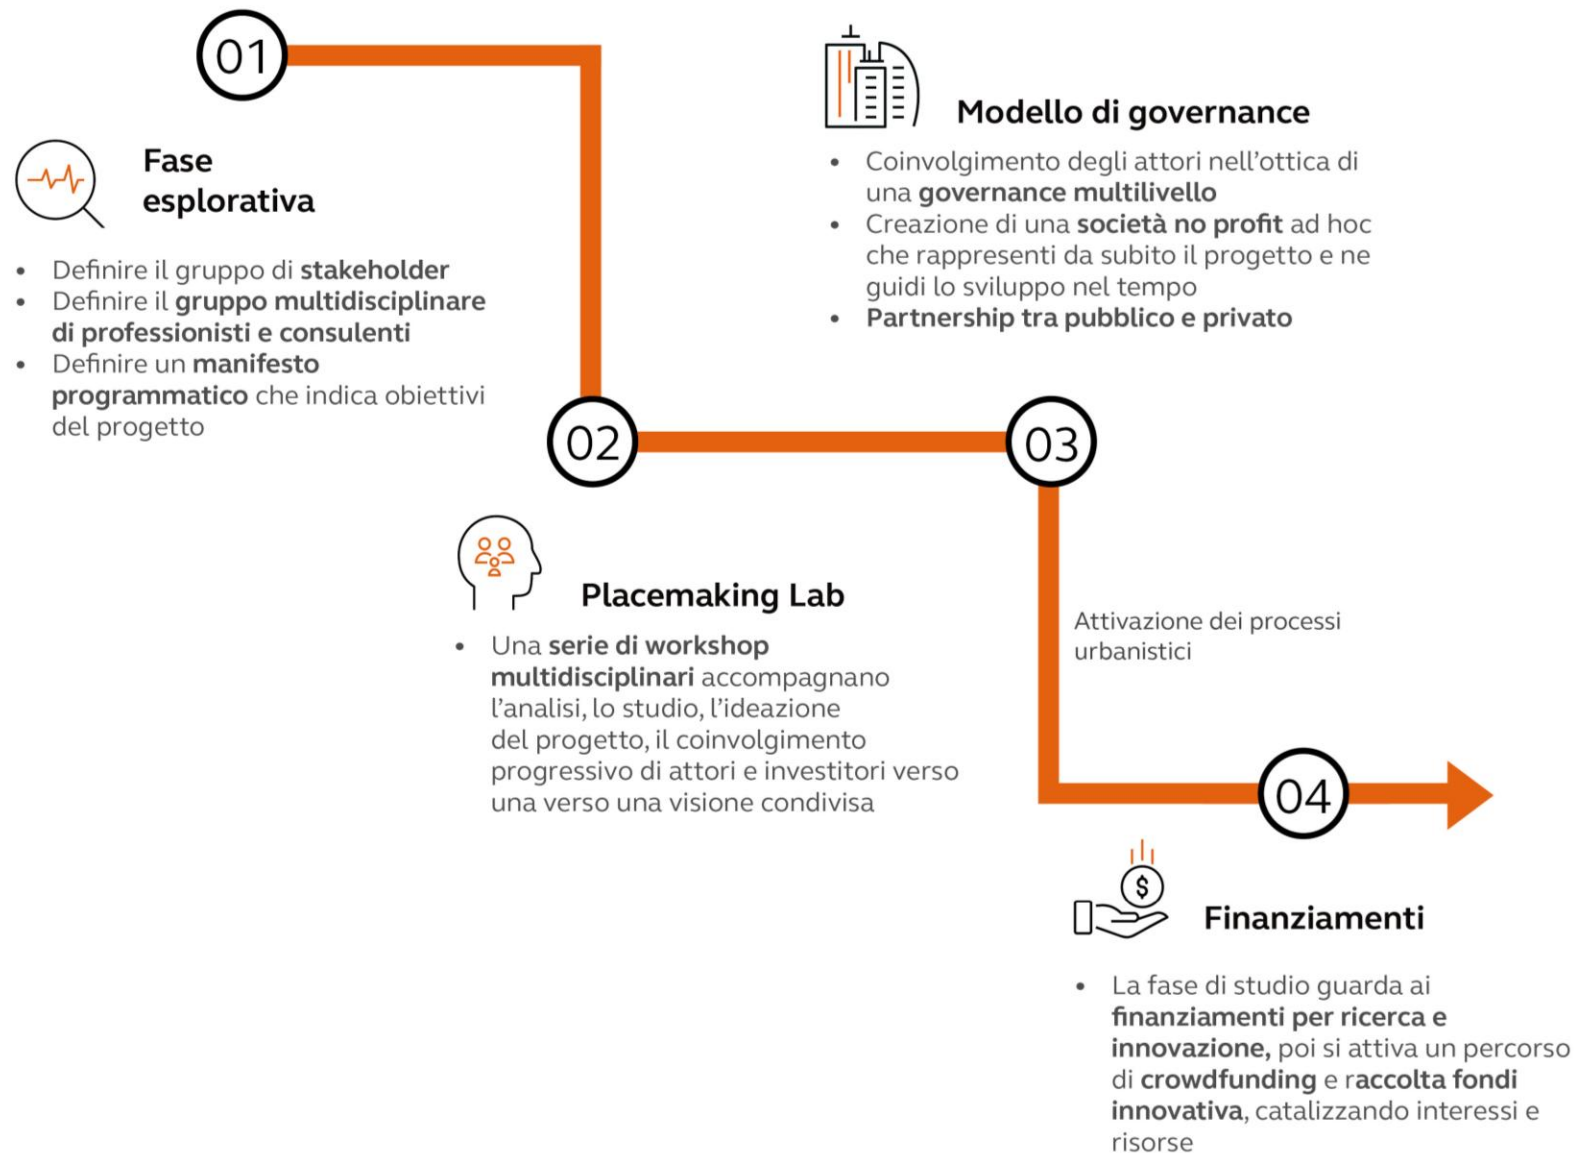 01
Fase
esplorativa
• Definire il gruppo di stakeholder
• Definire il gruppo multidisciplinare
di professionisti e consulenti
• Definire un manifesto
programmatico che indica obiettivi
del progetto
02
Placemaking Lab
• Una serie di workshop
multidisciplinari accompagnano
l’analisi, lo studio, l’ideazione
del progetto, il coinvolgimento
progressivo di attori e investitori verso
una verso una visione condivisa
03
Modello di governance
• Coinvolgimento degli attori nell’ottica di
una governance multilivello
• Creazione di una società no profit ad hoc
che rappresenti da subito il progetto e ne
guidi lo sviluppo nel tempo
• Partnership tra pubblico e privato
Attivazione dei processi
urbanistici
04
$
Finanziamenti
• La fase di studio guarda ai
finanziamenti per ricerca e
innovazione, poi si attiva un percorso
di crowdfunding e raccolta fondi
innovativa, catalizzando interessi e
risorse